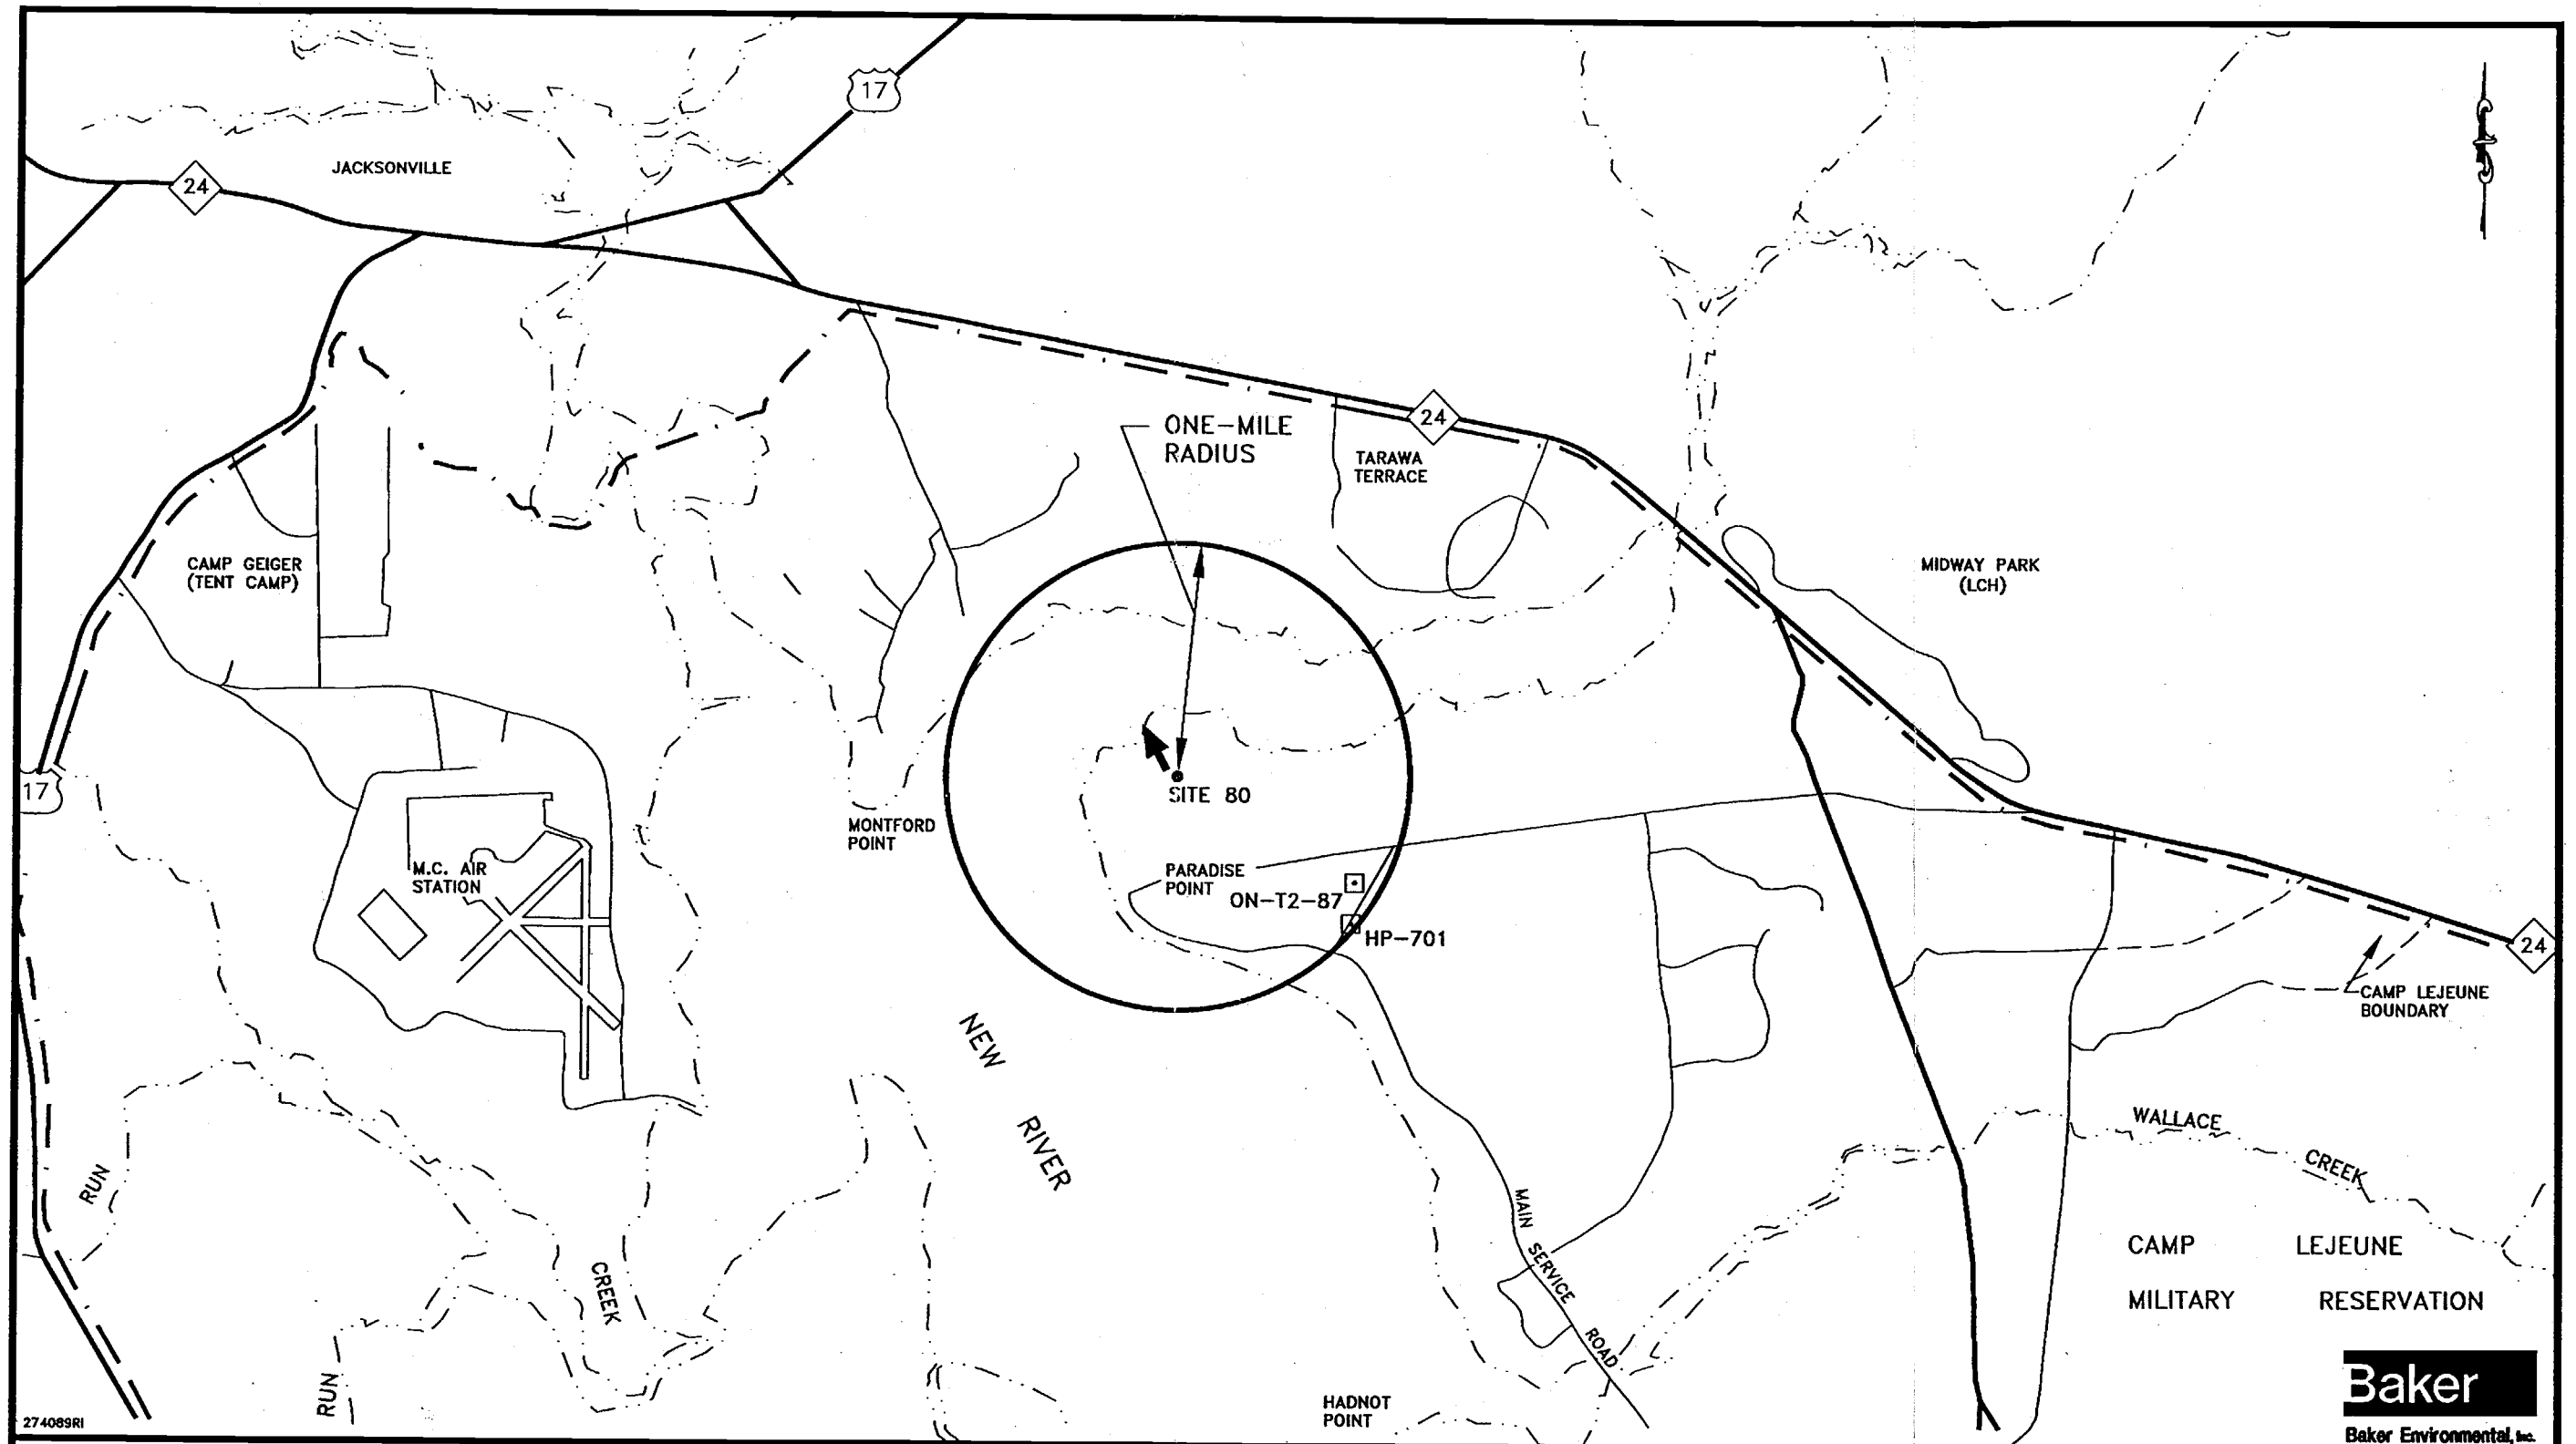 17
JACKSONVILLE
24
ONE-MILE
RADIUS
24
TARAWA
TERRACE
CAMP GEIGER
(TENT CAMP)
MIDWAY PARK
(LCH)
17
SITE 80
MONTFORD
POINT
M.C. AIR
STATION
PARADISE
POINT
ON-T2-87
HP-701
24
CAMP LEJEUNE
BOUNDARY
NEW
RIVER
WALLACE
CREEK
RUN
MAIN SERVICE ROAD
CREEK
RUN
CAMP LEJEUNE
MILITARY RESERVATION
HADNOT
POINT
274089RI
Baker
Baker Environmental, Inc.